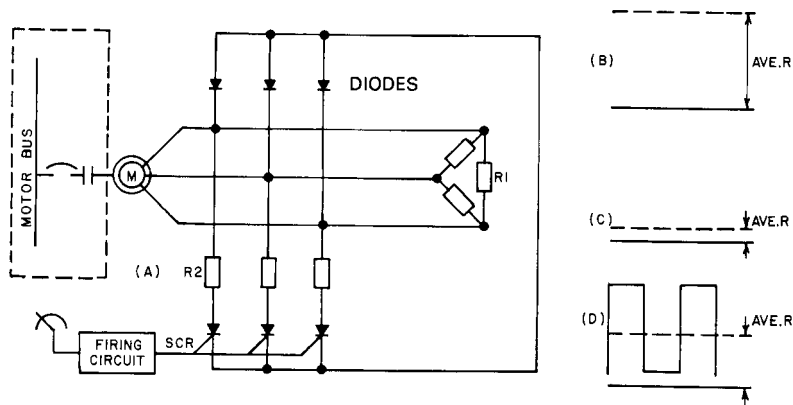 MOTOR BUS
M
DIODES
R1
(A)
R2
SCR
FIRING
CIRCUIT
(B)
AVE.R
(C)
AVE.R
(D)
AVE.R